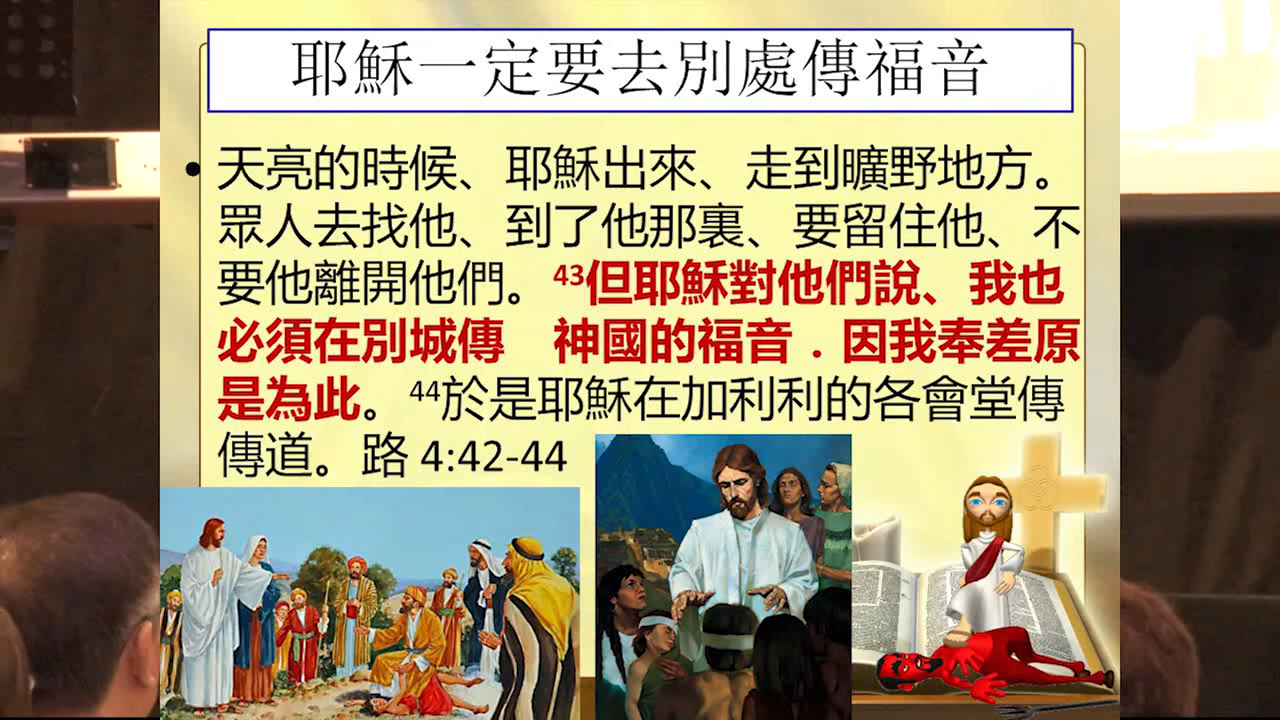 耶穌一定要去別處傳福音
• 天亮的時候、耶穌出來、走到曠野地方。
眾人去找他、到了他那裏、要留住他、不
要他離開他們。⁴³但耶穌對他們說、我也
必須在別城傳　神國的福音．因我奉差原
是為此。⁴⁴於是耶穌在加利利的各會堂傳
傳道。路 4:42-44